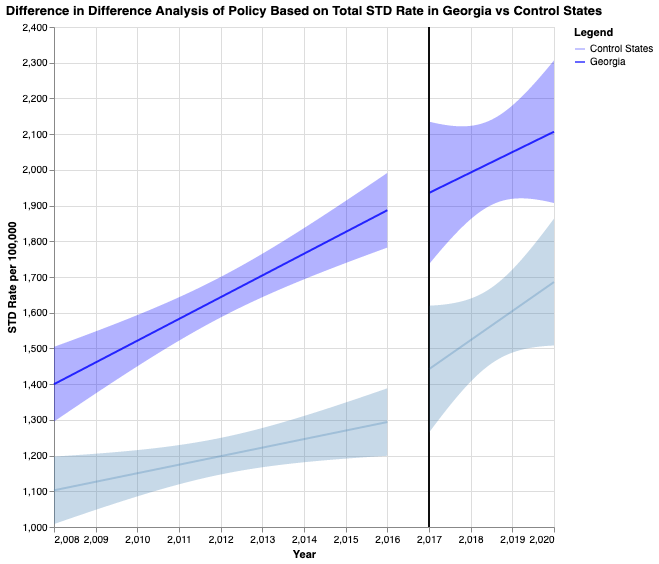 Difference in Difference Analysis of Policy Based on Total STD Rate in Georgia vs Control States
Legend
Control States
Georgia
STD Rate per 100,000
2,400
2,300
2,200
2,100
2,000
1,900
1,800
1,700
1,600
1,500
1,400
1,300
1,200
1,100
1,000
2,008 2,009 2,010 2,011 2,012 2,013 2,014 2,015 2,016 2,017 2,018 2,019 2,020
Year